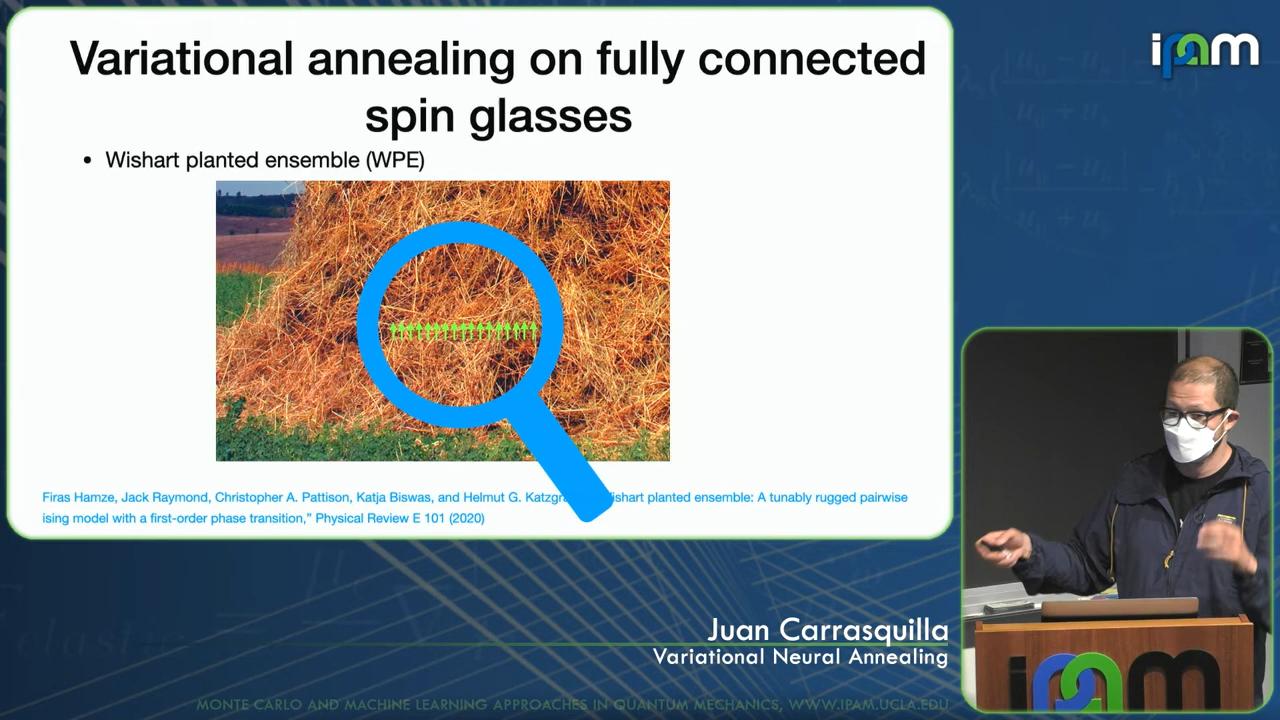 Variational annealing on fully connected
spin glasses
• Wishart planted ensemble (WPE)
Firas Hamze, Jack Raymond, Christopher A. Pattison, Katja Biswas, and Helmut G. planted ensemble: A tunably rugged pairwise
ising model with a first-order phase transition,” Physical Review E 101 (2020)
ipam
Juan Carrasquilla
Variational Neural Annealing
ipam
MONTE CARLO AND MACHINE LEARNING APPROACHES IN QUANTUM MECHANICS, WWW.IPAM.UCLA.EDU